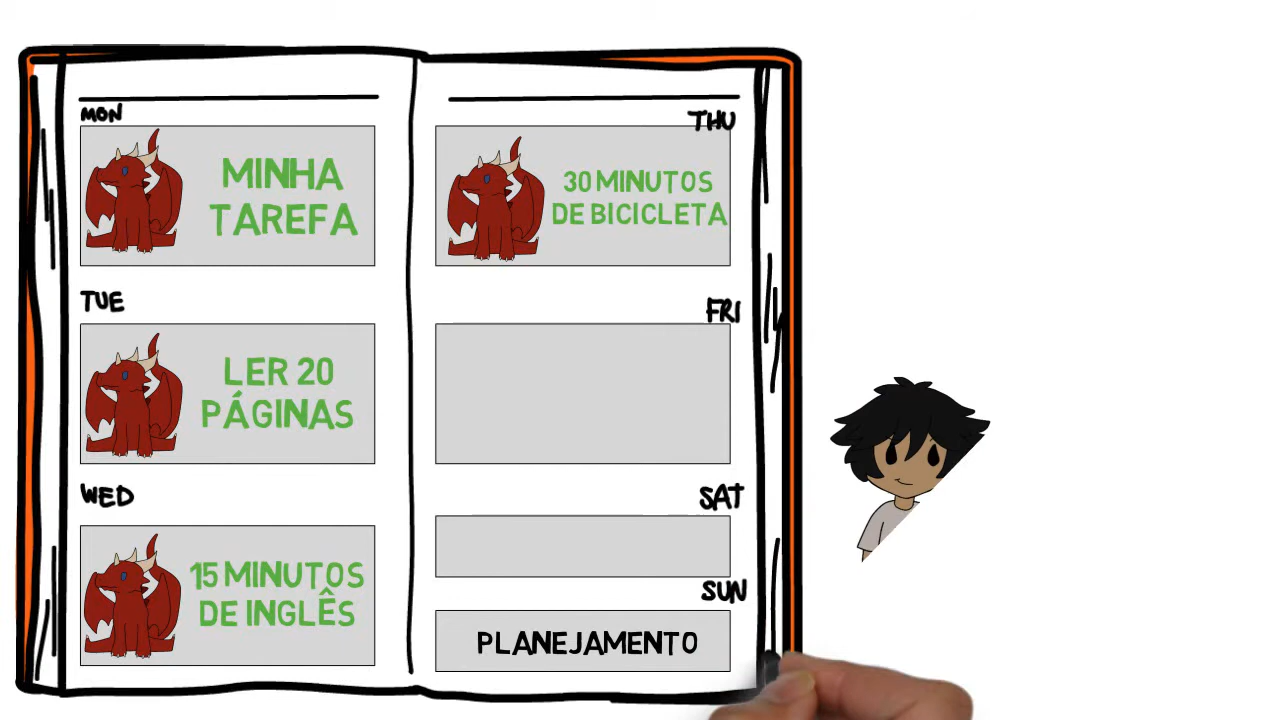 MON
MINHA
TAREFA
TUE
LER 20
PÁGINAS
WED
15 MINUTOS
DE INGLÊS
THU
30 MINUTOS
DE BICICLETA
FRI
SAT
SUN
PLANEJAMENTO